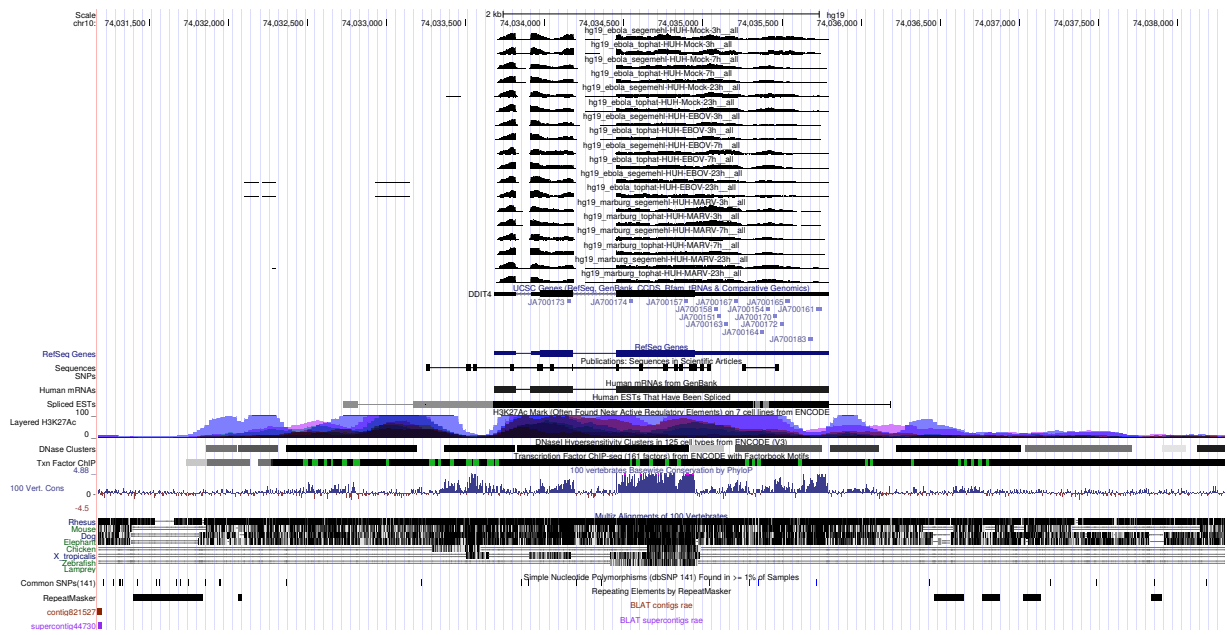 Scale 2 kb hg19
chr10: 74,031,500 74,032,000 74,032,500 74,033,000 74,033,500 74,034,000 74,034,500 74,035,000 74,035,500 74,036,000 74,036,500 74,037,000 74,037,500 74,038,000
hg19_ebola_segemehl-HUH-Mock-3h__all
hg19_ebola_tophat-HUH-Mock-3h__all
hg19_ebola_segemehl-HUH-Mock-7h__all
hg19_ebola_tophat-HUH-Mock-7h__all
hg19_ebola_segemehl-HUH-Mock-23h__all
hg19_ebola_tophat-HUH-Mock-23h__all
hg19_ebola_segemehl-HUH-EBOV-3h__all
hg19_ebola_tophat-HUH-EBOV-3h__all
hg19_ebola_segemehl-HUH-EBOV-7h__all
hg19_ebola_tophat-HUH-EBOV-7h__all
hg19_ebola_segemehl-HUH-EBOV-23h__all
hg19_ebola_tophat-HUH-EBOV-23h__all
hg19_marburg_segemehl-HUH-MARV-3h__all
hg19_marburg_tophat-HUH-MARV-3h__all
hg19_marburg_segemehl-HUH-MARV-7h__all
hg19_marburg_tophat-HUH-MARV-7h__all
hg19_marburg_segemehl-HUH-MARV-23h__all
hg19_marburg_tophat-HUH-MARV-23h__all
UCSC Genes (RefSeq, GenBank, CCDS, Rfam, tRNAs & Comparative Genomics)
DDIT4
JA700173 JA700174 JA700157 JA700167 JA700165
JA700158 JA700154 JA700161
JA700151 JA700170
JA700163 JA700172
JA700164
JA700183
RefSeq Genes
RefSeq Genes
Publications: Sequences in Scientific Articles
Sequences
SNPs
Human mRNAs from GenBank
Human mRNAs
Human ESTs That Have Been Spliced
Spliced ESTs
H3K27Ac Mark (Often Found Near Active Regulatory Elements) on 7 cell lines from ENCODE
100
Layered H3K27Ac
0
DNaseI Hypersensitivity Clusters in 125 cell types from ENCODE (V3)
DNase Clusters
Transcription Factor ChIP-seq (161 factors) from ENCODE with Factorbook Motifs
Txn Factor ChIP
100 vertebrates Basewise Conservation by PhyloP
4.88
100 Vert. Cons
0
-4.5
Multiz Alignments of 100 Vertebrates
Rhesus
Mouse
Dog
Elephant
Chicken
X_tropicalis
Zebrafish
Lamprey
Simple Nucleotide Polymorphisms (dbSNP 141) Found in >= 1% of Samples
Common SNPs(141)
Repeating Elements by RepeatMasker
RepeatMasker
BLAT contigs rae
contig821527
BLAT supercontigs rae
supercontig44730